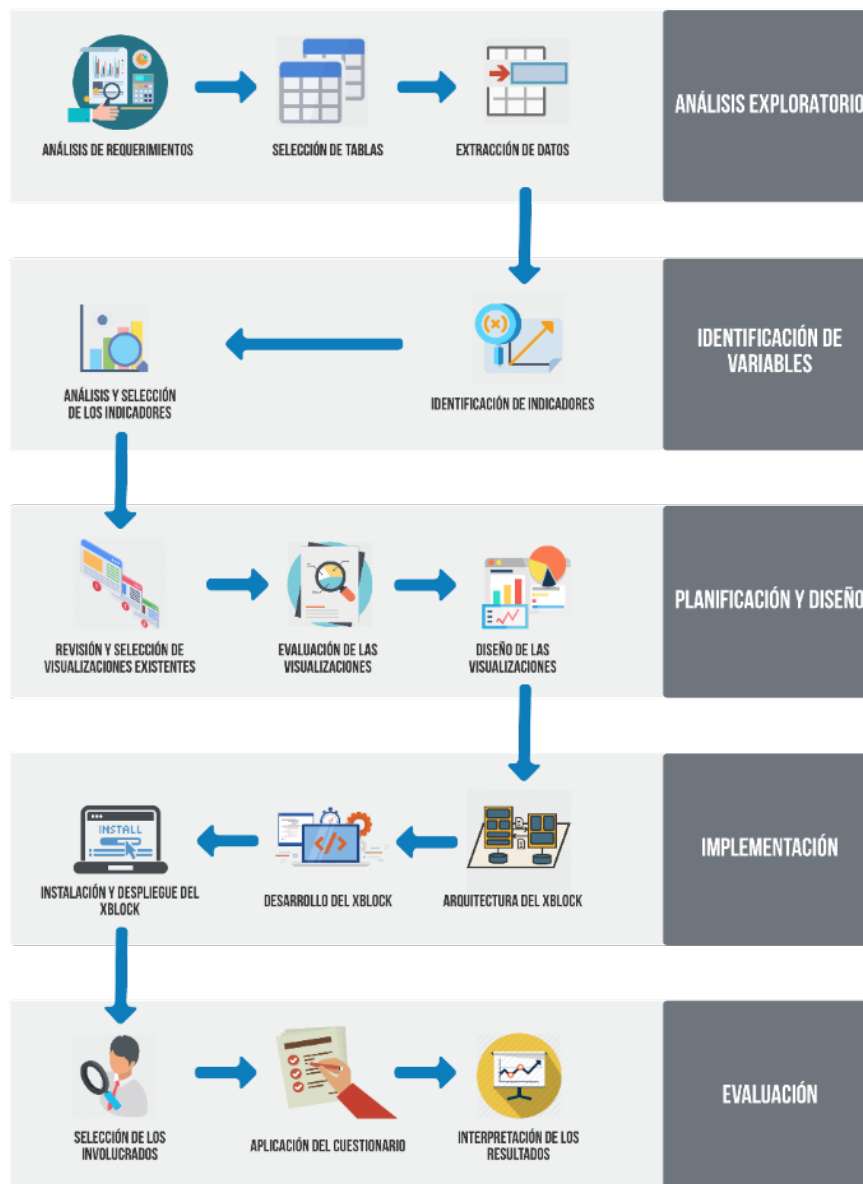 ANÁLISIS DE REQUERIMIENTOS
SELECCIÓN DE TABLAS
EXTRACCIÓN DE DATOS
ANÁLISIS EXPLORATORIO
ANÁLISIS Y SELECCIÓN
DE LOS INDICADORES
(x)
IDENTIFICACIÓN DE INDICADORES
IDENTIFICACIÓN DE
VARIABLES
REVISIÓN Y SELECCIÓN DE
VISUALIZACIONES EXISTENTES
EVALUACIÓN DE LAS
VISUALIZACIONES
DISEÑO DE LAS
VISUALIZACIONES
PLANIFICACIÓN Y DISEÑO
INSTALL
INSTALACIÓN Y DESPLIEGUE DEL
XBLOCK
</>
DESARROLLO DEL XBLOCK
ARQUITECTURA DEL XBLOCK
IMPLEMENTACIÓN
SELECCIÓN DE LOS
INVOLUCRADOS
APLICACIÓN DEL CUESTIONARIO
INTERPRETACIÓN DE LOS
RESULTADOS
EVALUACIÓN